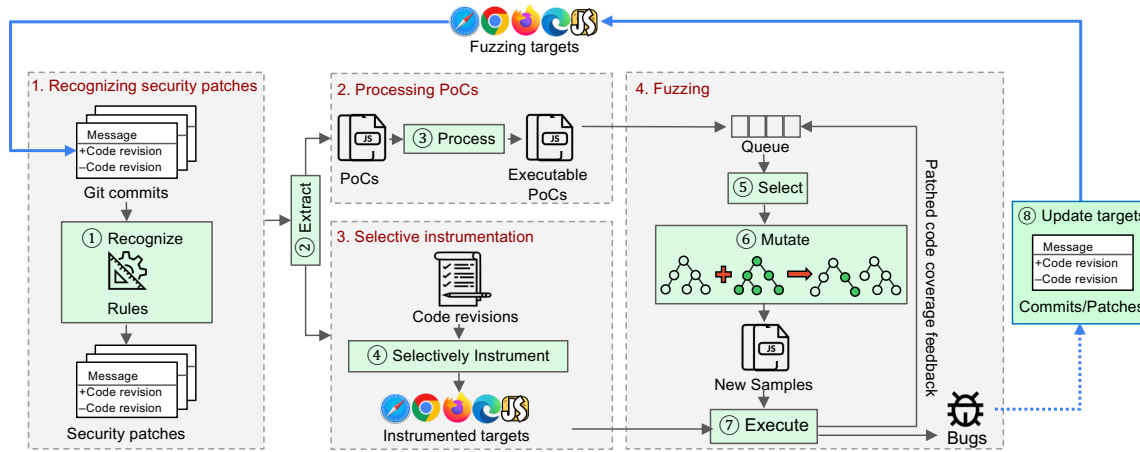 Fuzzing targets
1. Recognizing security patches
Message
+Code revision
–Code revision
Git commits
① Recognize
Rules
Message
+Code revision
–Code revision
Security patches
② Extract
2. Processing PoCs
JS
PoCs
③ Process
JS
Executable
PoCs
3. Selective instrumentation
Code revisions
④ Selectively Instrument
JS
Instrumented targets
4. Fuzzing
Queue
⑤ Select
⑥ Mutate
JS
New Samples
⑦ Execute
Patched code coverage feedback
Bugs
⑧ Update targets
Message
+Code revision
–Code revision
Commits/Patches
JS